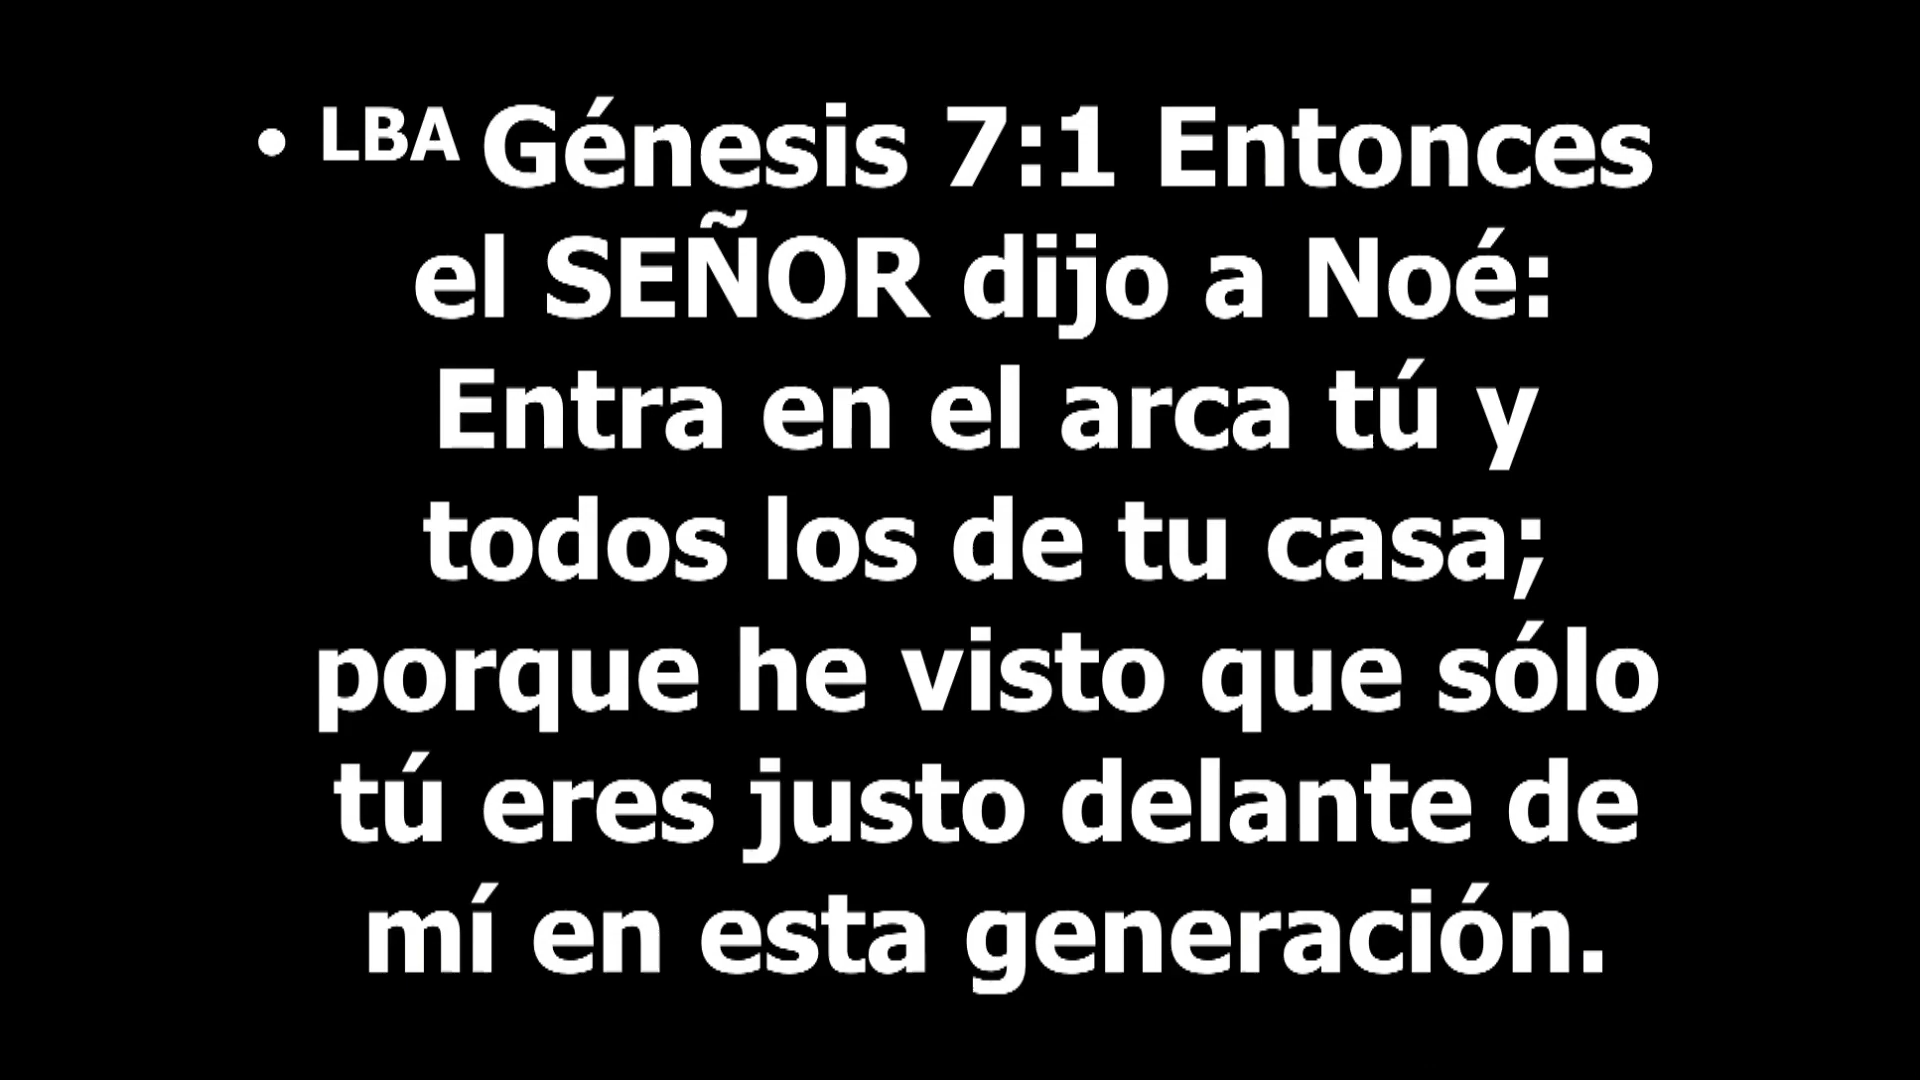 • LBA Génesis 7:1 Entonces
el SEÑOR dijo a Noé:
Entra en el arca tú y
todos los de tu casa;
porque he visto que sólo
tú eres justo delante de
mí en esta generación.